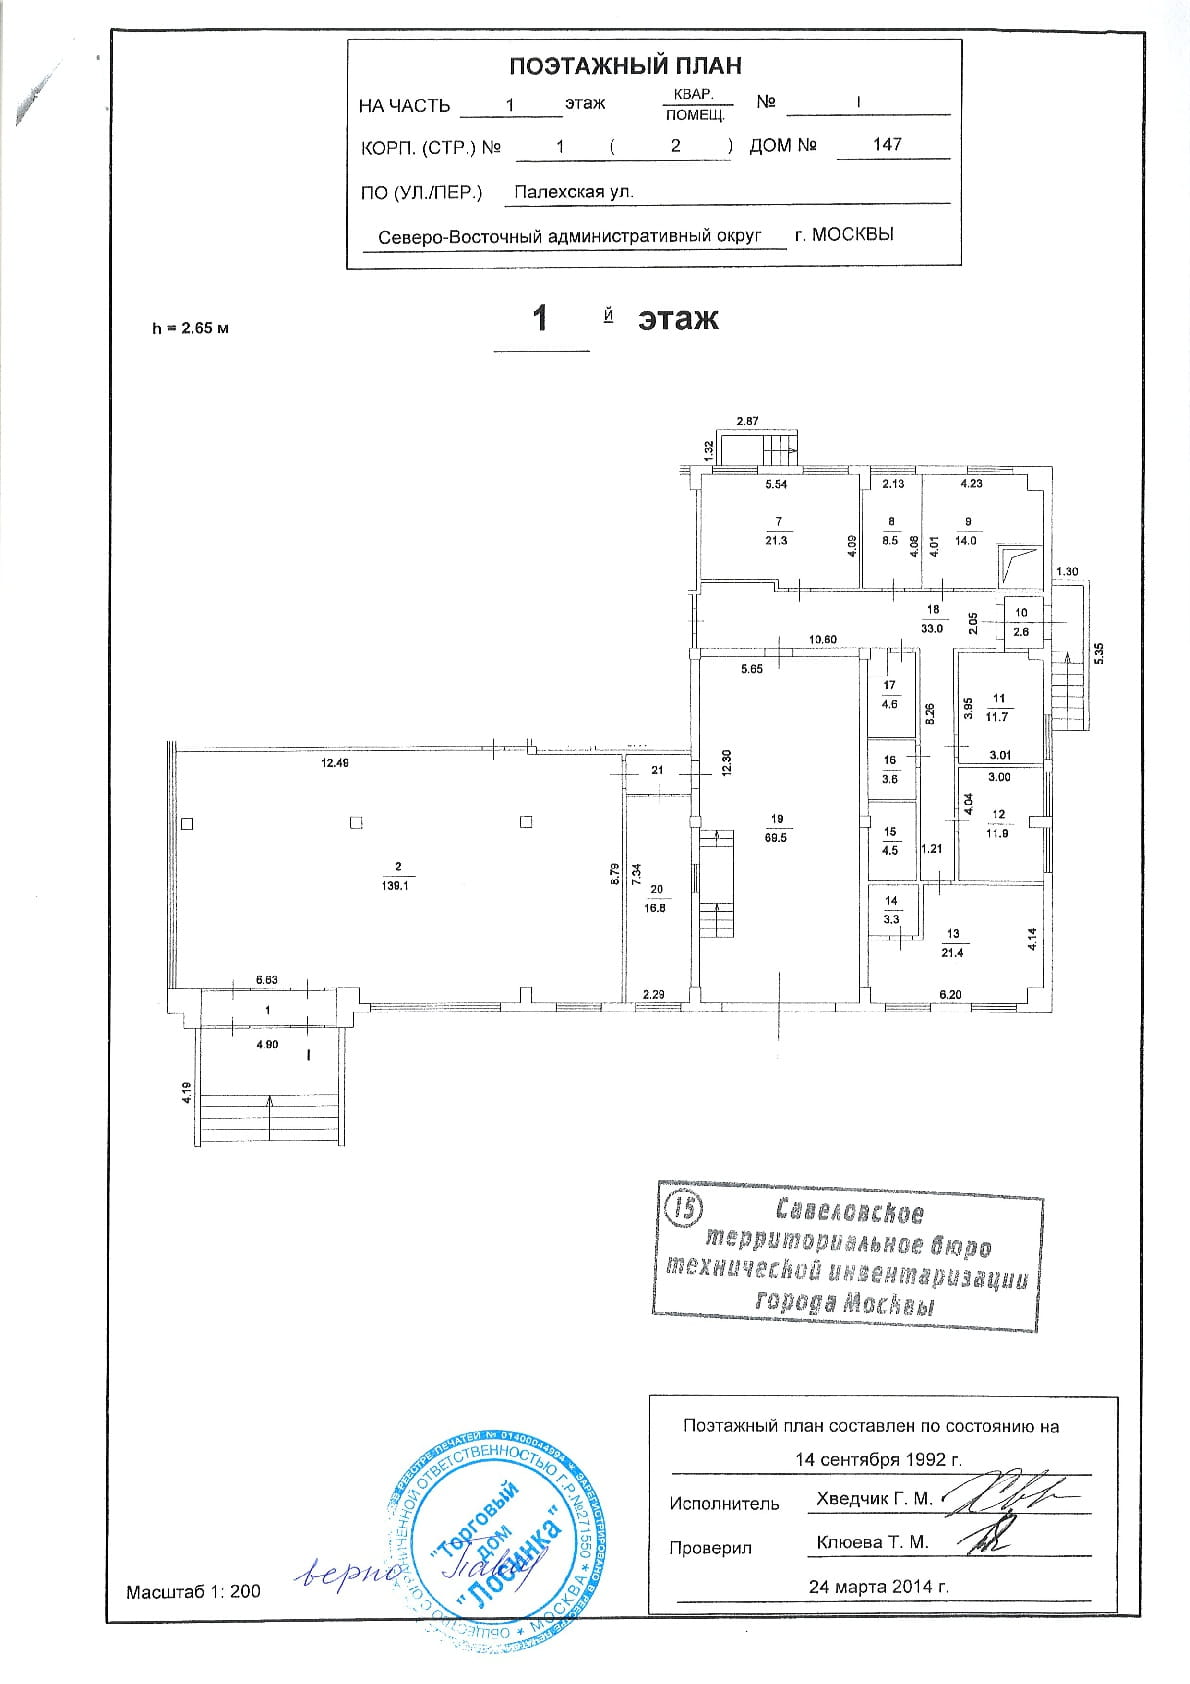 ПОЭТАЖНЫЙ ПЛАН
НА ЧАСТЬ 1 этаж КВАР. ПОМЕЩ. № I
КОРП. (СТР.) № 1 ( 2 ) ДОМ № 147
ПО (УЛ./ПЕР.) Палехская ул.
Северо-Восточный административный округ г. МОСКВЫ
h = 2.65 м
1 й этаж
2.87
1.32
5.54
2.13
4.23
7
21.3
4.09
8
8.5
4.08
4.01
9
14.0
1.30
18
33.0
2.05
10
2.6
10.60
5.35
5.65
17
4.6
8.26
3.95
11
11.7
3.01
12.30
16
3.6
3.00
12.49
21
4.04
12
11.9
19
69.5
15
4.5
1.21
2
139.1
8.79
7.34
20
16.8
14
3.3
13
21.4
4.14
6.63
2.29
6.20
1
4.90
I
4.19
15
Савеловское
территориальное бюро
технической инвентаризации
города Москвы
Поэтажный план составлен по состоянию на
14 сентября 1992 г.
Исполнитель Хведчик Г. М.
Проверил Клюева Т. М.
24 марта 2014 г.
Масштаб 1: 200
верно
"Торговый
дом
"Лосинка"
ОБЩЕСТВО С ОГРАНИЧЕННОЙ ОТВЕТСТВЕННОСТЬЮ Г.Р.№271550 * МОСКВА *